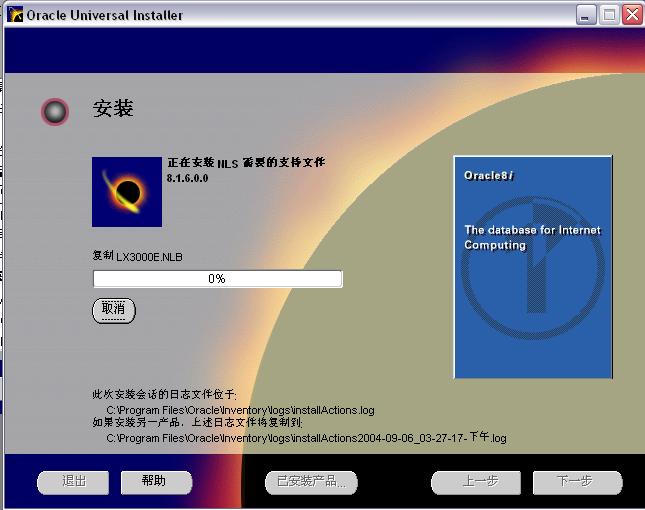 Oracle Universal Installer
安装
正在安装 NLS 需要的支持文件
8.1.6.0.0
Oracle8i
The database for Internet
Computing
复制 LX3000E.NLB
0%
取消
此次安装会话的日志文件位于:
C:\Program Files\Oracle\Inventory\logs\installActions.log
如果安装另一产品，上述日志文件将复制到:
C:\Program Files\Oracle\Inventory\logs\installActions2004-09-06_03-27-17-下午.log
退出 帮助 已安装产品... 上一步 下一步